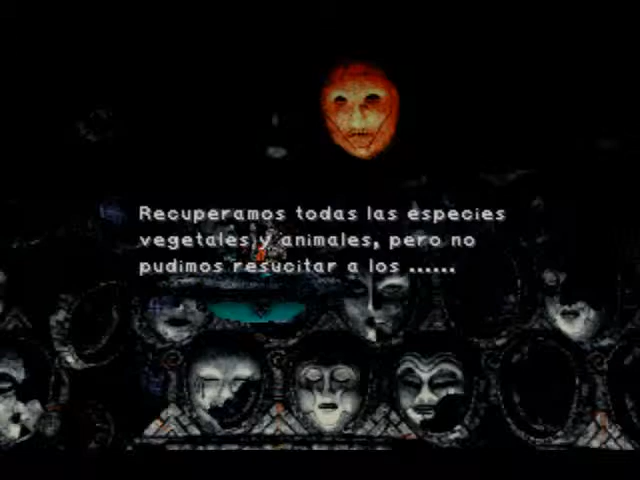 Recuperamos todas las especies
vegetales y animales, pero no
pudimos resucitar a los ......